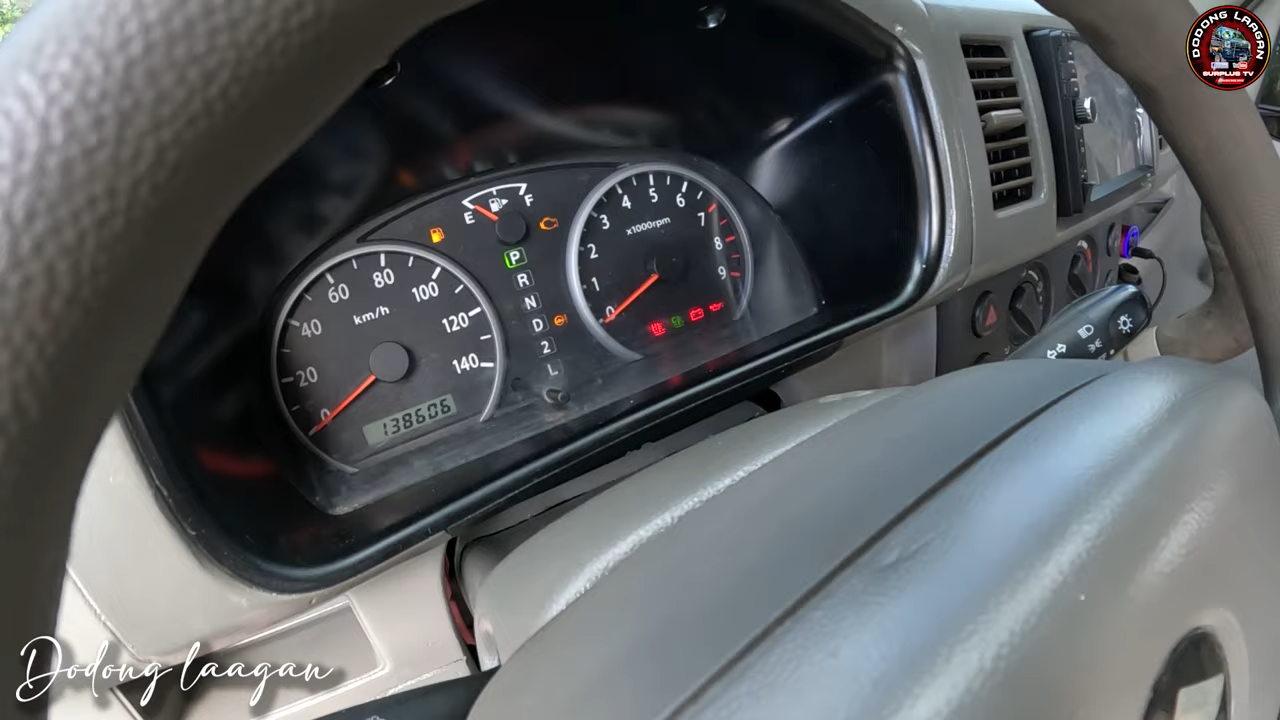 DODONG LAAGAN
SURPLUS TV
E
F
km/h
0
20
40
60
80
100
120
140
138606
P
R
N
D
2
L
x1000rpm
0
1
2
3
4
5
6
7
8
9
Dodong laagan